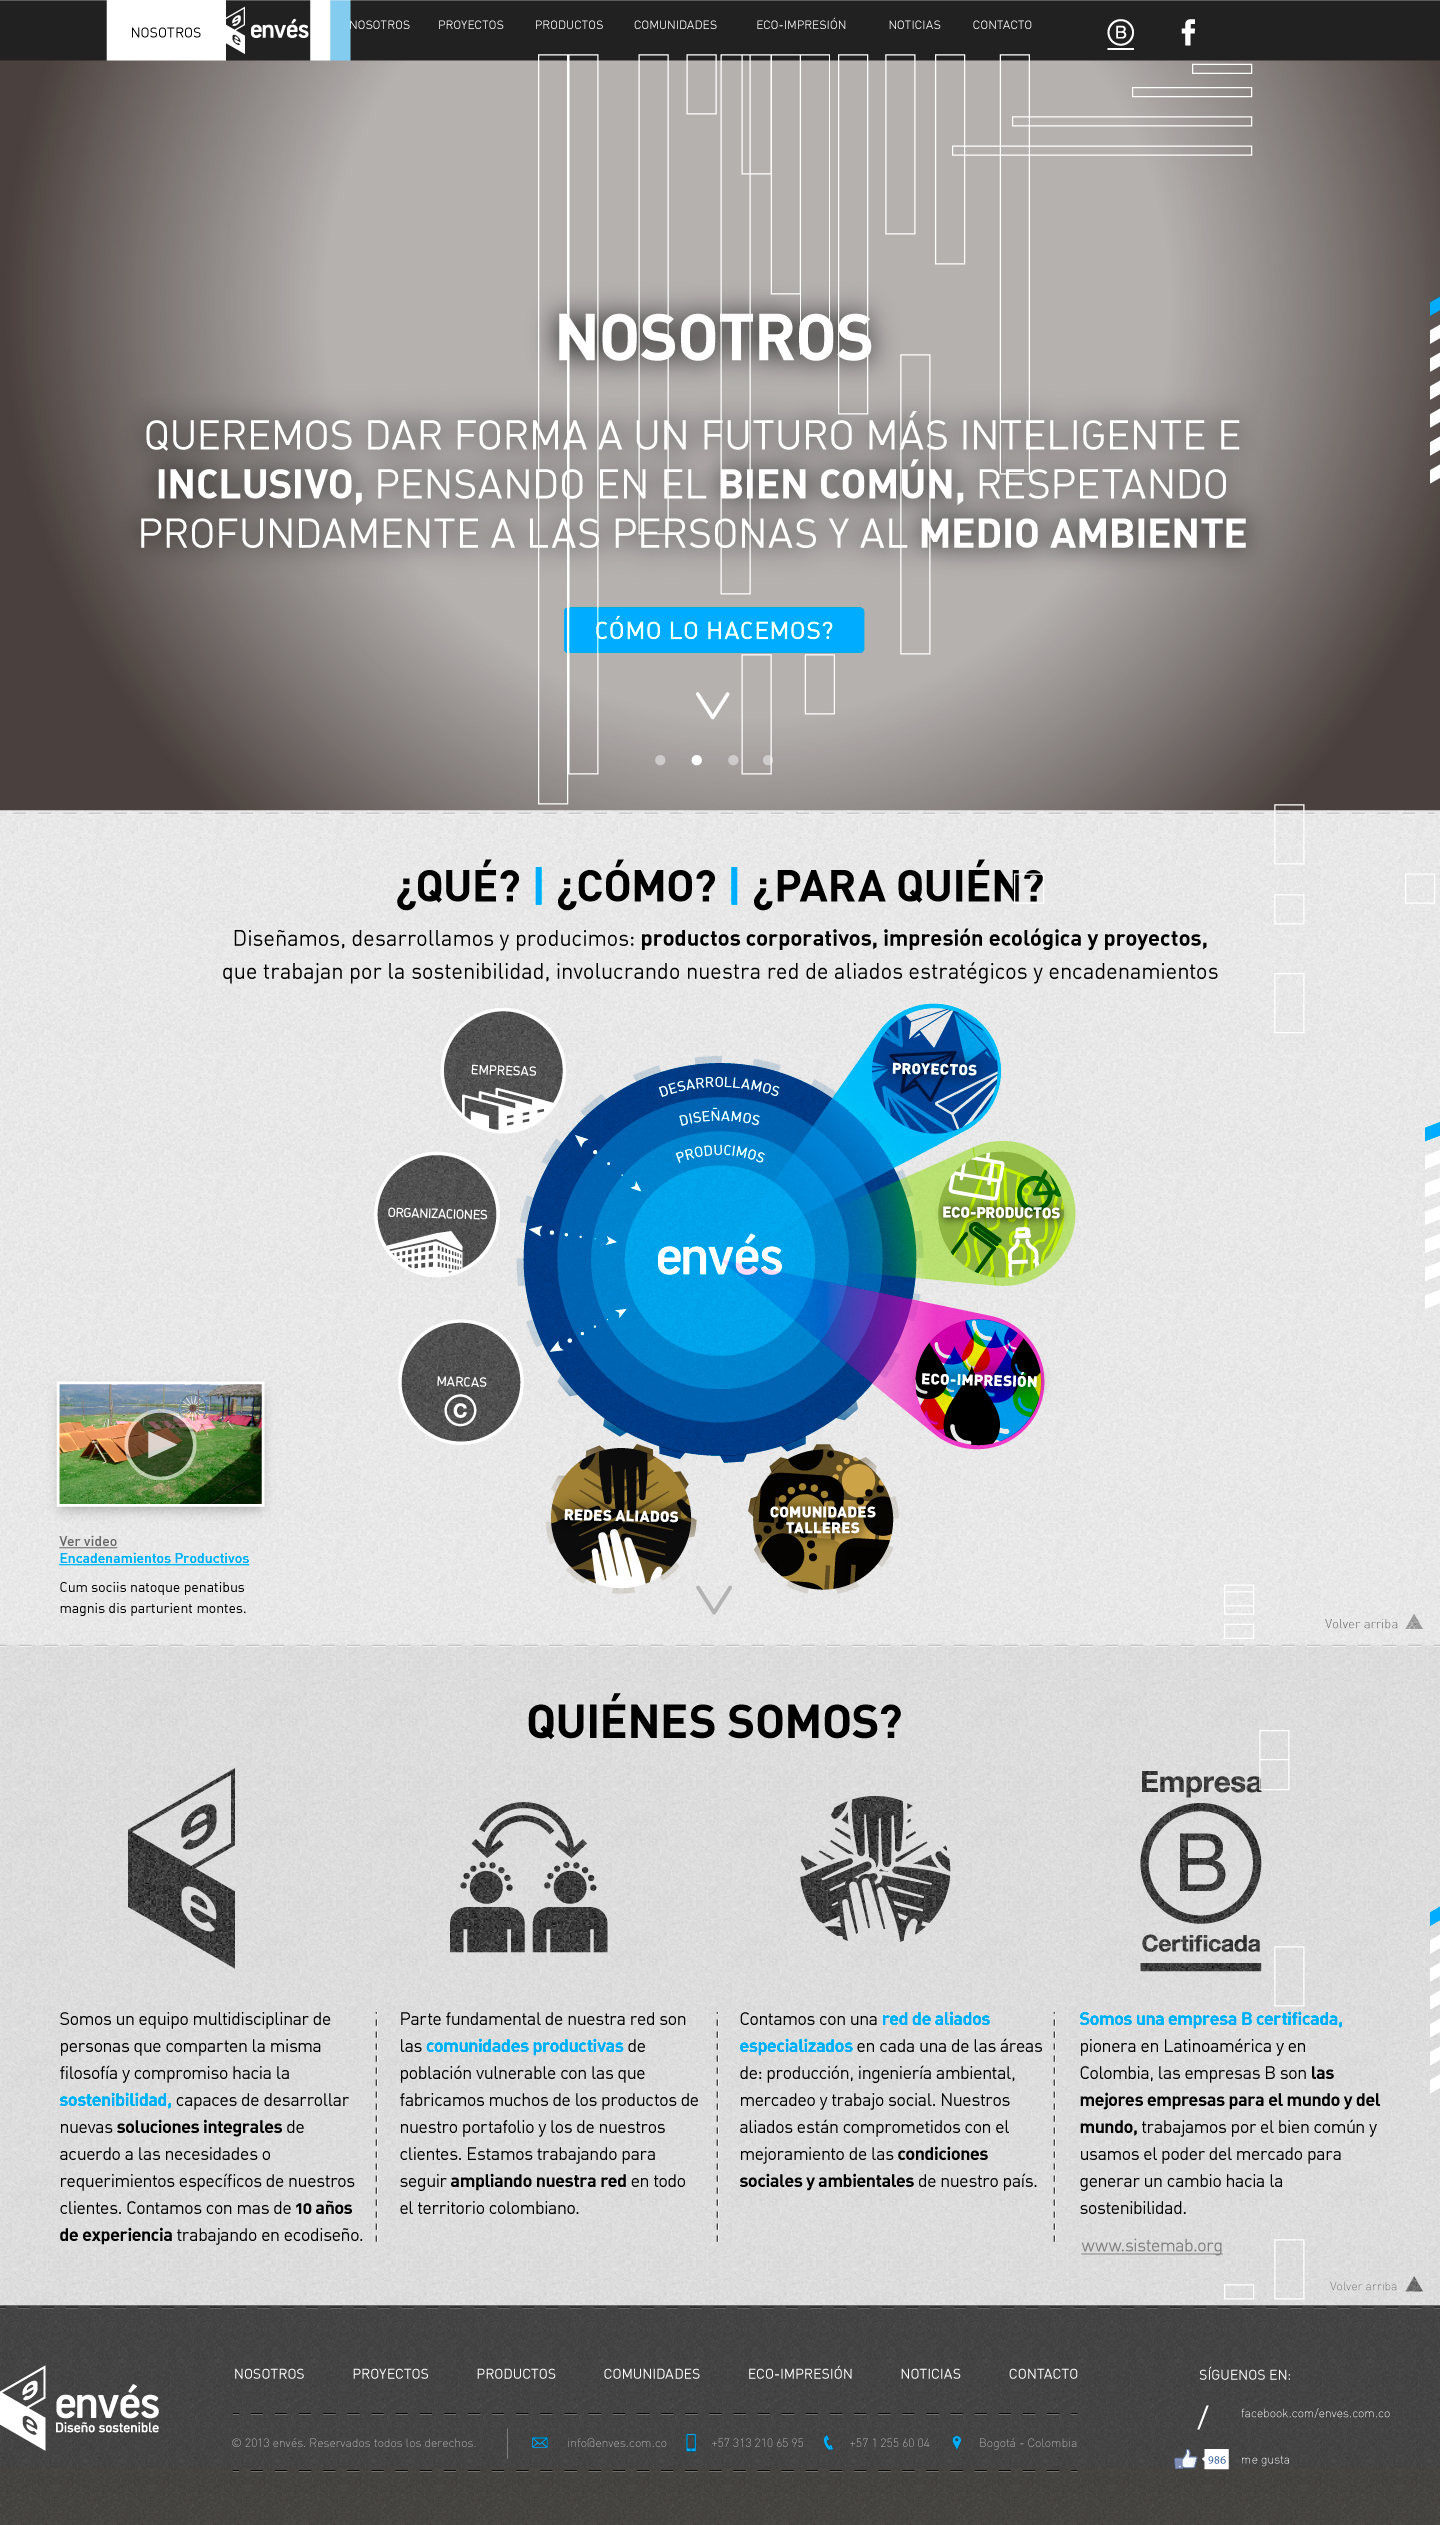 NOSOTROS
envés
NOSOTROS PROYECTOS PRODUCTOS COMUNIDADES ECO-IMPRESIÓN NOTICIAS CONTACTO
B
NOSOTROS
QUEREMOS DAR FORMA A UN FUTURO MÁS INTELIGENTE E
INCLUSIVO, PENSANDO EN EL BIEN COMÚN, RESPETANDO
PROFUNDAMENTE A LAS PERSONAS Y AL MEDIO AMBIENTE
CÓMO LO HACEMOS?
¿QUÉ? | ¿CÓMO? | ¿PARA QUIÉN?
Diseñamos, desarrollamos y producimos: productos corporativos, impresión ecológica y proyectos,
que trabajan por la sostenibilidad, involucrando nuestra red de aliados estratégicos y encadenamientos
EMPRESAS
ORGANIZACIONES
MARCAS
C
DESARROLLAMOS
DISEÑAMOS
PRODUCIMOS
envés
PROYECTOS
ECO-PRODUCTOS
ECO-IMPRESIÓN
REDES ALIADOS
COMUNIDADES
TALLERES
Ver video
Encadenamientos Productivos
Cum sociis natoque penatibus
magnis dis parturient montes.
Volver arriba
QUIÉNES SOMOS?
e
e
Empresa
B
Certificada
Somos un equipo multidisciplinar de
personas que comparten la misma
filosofía y compromiso hacia la
sostenibilidad, capaces de desarrollar
nuevas soluciones integrales de
acuerdo a las necesidades o
requerimientos específicos de nuestros
clientes. Contamos con mas de 10 años
de experiencia trabajando en ecodiseño.
Parte fundamental de nuestra red son
las comunidades productivas de
población vulnerable con las que
fabricamos muchos de los productos de
nuestro portafolio y los de nuestros
clientes. Estamos trabajando para
seguir ampliando nuestra red en todo
el territorio colombiano.
Contamos con una red de aliados
especializados en cada una de las áreas
de: producción, ingeniería ambiental,
mercadeo y trabajo social. Nuestros
aliados están comprometidos con el
mejoramiento de las condiciones
sociales y ambientales de nuestro país.
Somos una empresa B certificada,
pionera en Latinoamérica y en
Colombia, las empresas B son las
mejores empresas para el mundo y del
mundo, trabajamos por el bien común y
usamos el poder del mercado para
generar un cambio hacia la
sostenibilidad.
www.sistemab.org
Volver arriba
envés
Diseño sostenible
NOSOTROS PROYECTOS PRODUCTOS COMUNIDADES ECO-IMPRESIÓN NOTICIAS CONTACTO
© 2013 envés. Reservados todos los derechos. info@enves.com.co +57 313 210 65 95 +57 1 255 60 04 Bogotá - Colombia
SÍGUENOS EN:
/ facebook.com/enves.com.co
986 me gusta